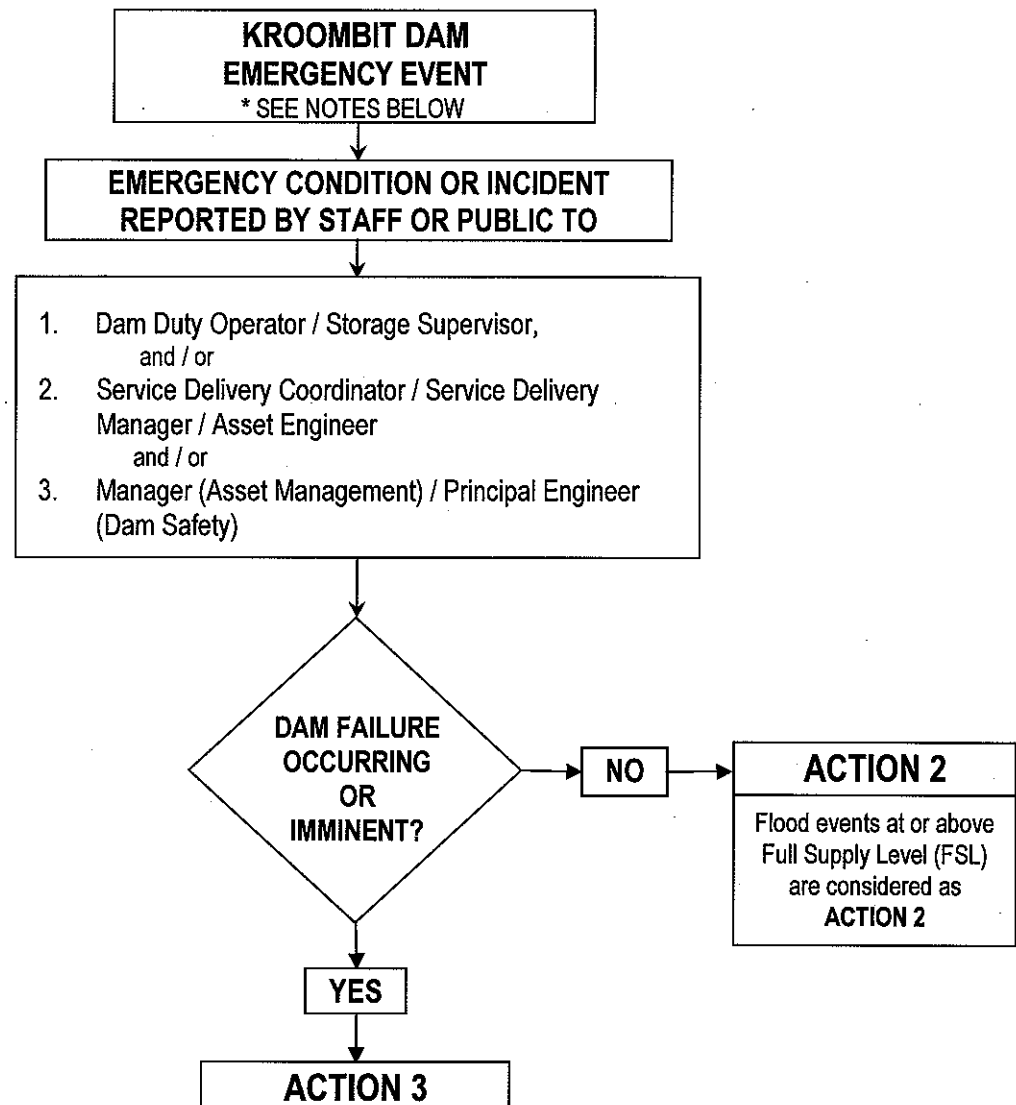 KROOMBIT DAM
EMERGENCY EVENT
* SEE NOTES BELOW
EMERGENCY CONDITION OR INCIDENT
REPORTED BY STAFF OR PUBLIC TO
1. Dam Duty Operator / Storage Supervisor,
and / or
2. Service Delivery Coordinator / Service Delivery
Manager / Asset Engineer
and / or
3. Manager (Asset Management) / Principal Engineer
(Dam Safety)
DAM FAILURE
OCCURRING
OR
IMMINENT?
NO
ACTION 2
Flood events at or above
Full Supply Level (FSL)
are considered as
ACTION 2
YES
ACTION 3